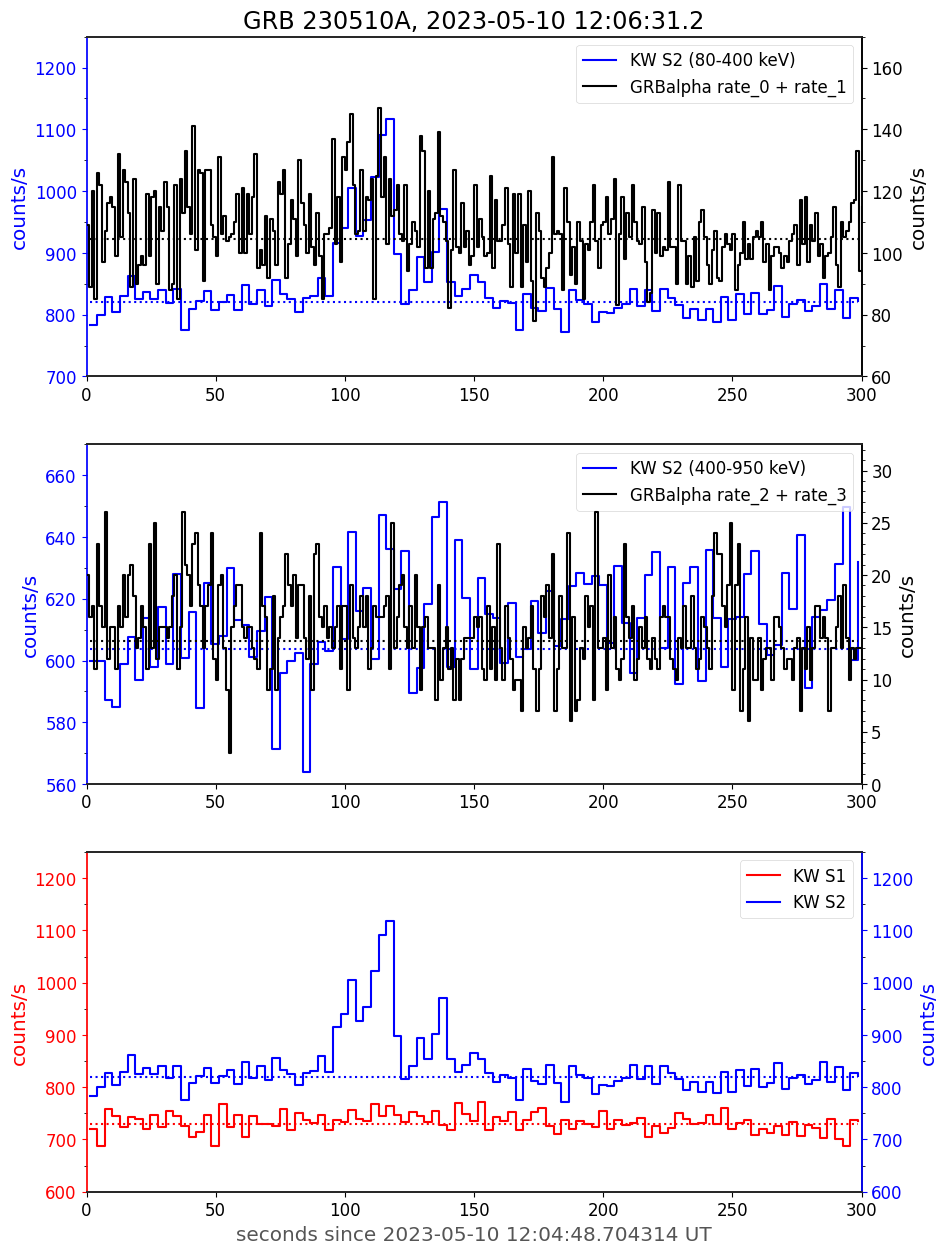 GRB 230510A, 2023-05-10 12:06:31.2
KW S2 (80-400 keV)
GRBalpha rate_0 + rate_1
1200
1100
1000
900
800
700
counts/s
160
140
120
100
80
60
counts/s
0 50 100 150 200 250 300
KW S2 (400-950 keV)
GRBalpha rate_2 + rate_3
660
640
620
600
580
560
counts/s
30
25
20
15
10
5
0
counts/s
0 50 100 150 200 250 300
KW S1
KW S2
1200
1100
1000
900
800
700
600
counts/s
1200
1100
1000
900
800
700
600
counts/s
0 50 100 150 200 250 300
seconds since 2023-05-10 12:04:48.704314 UT